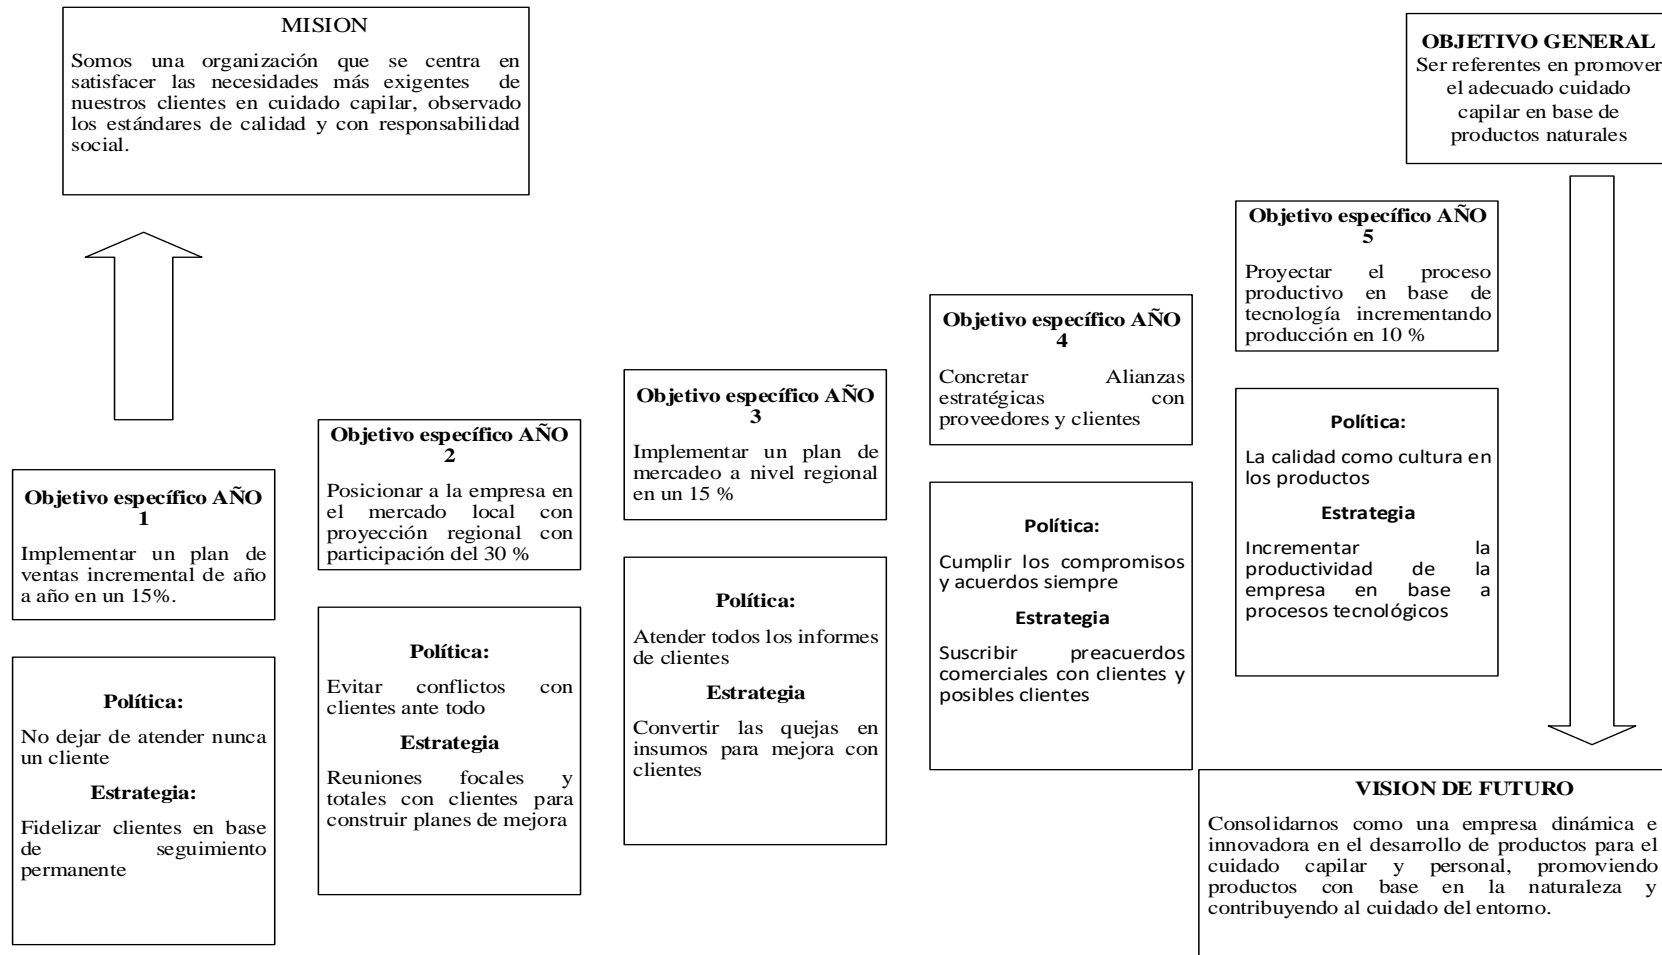 MISION
Somos una organización que se centra en
satisfacer las necesidades más exigentes de
nuestros clientes en cuidado capilar, observado
los estándares de calidad y con responsabilidad
social.
OBJETIVO GENERAL
Ser referentes en promover
el adecuado cuidado
capilar en base de
productos naturales
Objetivo específico AÑO
1
Implementar un plan de
ventas incremental de año
a año en un 15%.
Política:
No dejar de atender nunca
un cliente
Estrategia:
Fidelizar clientes en base
de seguimiento
permanente
Objetivo específico AÑO
2
Posicionar a la empresa en
el mercado local con
proyección regional con
participación del 30 %
Política:
Evitar conflictos con
clientes ante todo
Estrategia
Reuniones focales y
totales con clientes para
construir planes de mejora
Objetivo específico AÑO
3
Implementar un plan de
mercadeo a nivel regional
en un 15 %
Política:
Atender todos los informes
de clientes
Estrategia
Convertir las quejas en
insumos para mejora con
clientes
Objetivo específico AÑO
4
Concretar Alianzas
estratégicas con
proveedores y clientes
Política:
Cumplir los compromisos
y acuerdos siempre
Estrategia
Suscribir preacuerdos
comerciales con clientes y
posibles clientes
Objetivo específico AÑO
5
Proyectar el proceso
productivo en base de
tecnología incrementando
producción en 10 %
Política:
La calidad como cultura en
los productos
Estrategia
Incrementar la
productividad de la
empresa en base a
procesos tecnológicos
VISION DE FUTURO
Consolidarnos como una empresa dinámica e
innovadora en el desarrollo de productos para el
cuidado capilar y personal, promoviendo
productos con base en la naturaleza y
contribuyendo al cuidado del entorno.